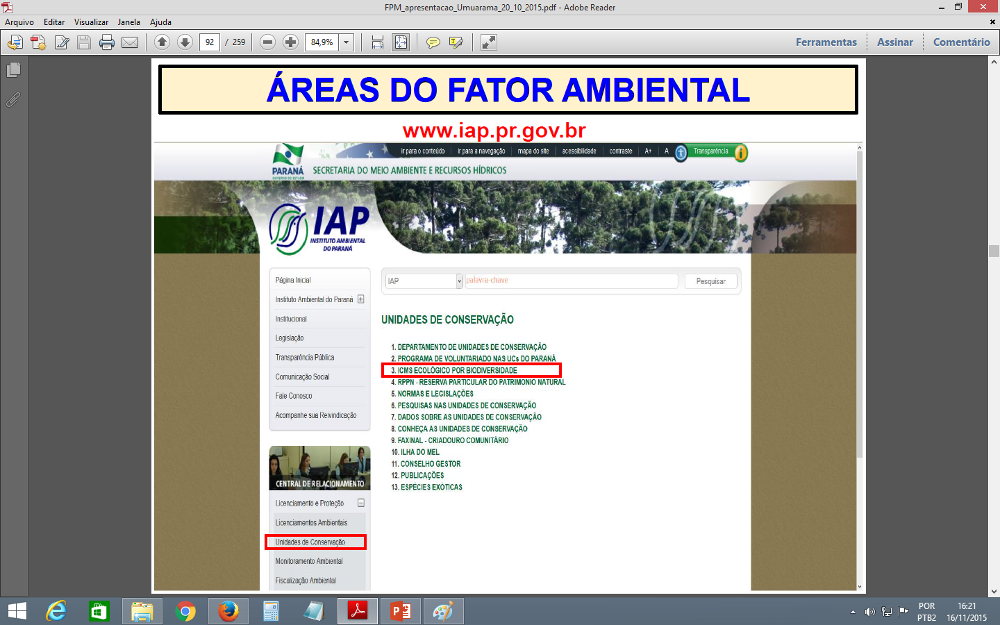 FPM_apresentacao_Umuarama_20_10_2015.pdf - Adobe Reader
Arquivo Editar Visualizar Janela Ajuda
92 / 259 84,9% Ferramentas Assinar Comentário
ÁREAS DO FATOR AMBIENTAL
www.iap.pr.gov.br
ir para o conteúdo ir para a navegação mapa do site acessibilidade contraste A+ A Transparência
PARANÁ
GOVERNO DO ESTADO
SECRETARIA DO MEIO AMBIENTE E RECURSOS HÍDRICOS
IAP
INSTITUTO AMBIENTAL
DO PARANÁ
IAP palavra-chave Pesquisar
Página Inicial
Instituto Ambiental do Paraná
Institucional
Legislação
Transparência Pública
Comunicação Social
Fale Conosco
Acompanhe sua Reivindicação
CENTRAL DE RELACIONAMENTO
Licenciamento e Proteção
Licenciamentos Ambientais
Unidades de Conservação
Monitoramento Ambiental
Fiscalização Ambiental
UNIDADES DE CONSERVAÇÃO
1. DEPARTAMENTO DE UNIDADES DE CONSERVAÇÃO
2. PROGRAMA DE VOLUNTARIADO NAS UCs DO PARANÁ
3. ICMS ECOLÓGICO POR BIODIVERSIDADE
4. RPPN - RESERVA PARTICULAR DO PATRIMÔNIO NATURAL
5. NORMAS E LEGISLAÇÕES
6. PESQUISAS NAS UNIDADES DE CONSERVAÇÃO
7. DADOS SOBRE AS UNIDADES DE CONSERVAÇÃO
8. CONHEÇA AS UNIDADES DE CONSERVAÇÃO
9. FAXINAL - CRIADOURO COMUNITÁRIO
10. ILHA DO MEL
11. CONSELHO GESTOR
12. PUBLICAÇÕES
13. ESPÉCIES EXÓTICAS
POR 16:21
PTB2 16/11/2015